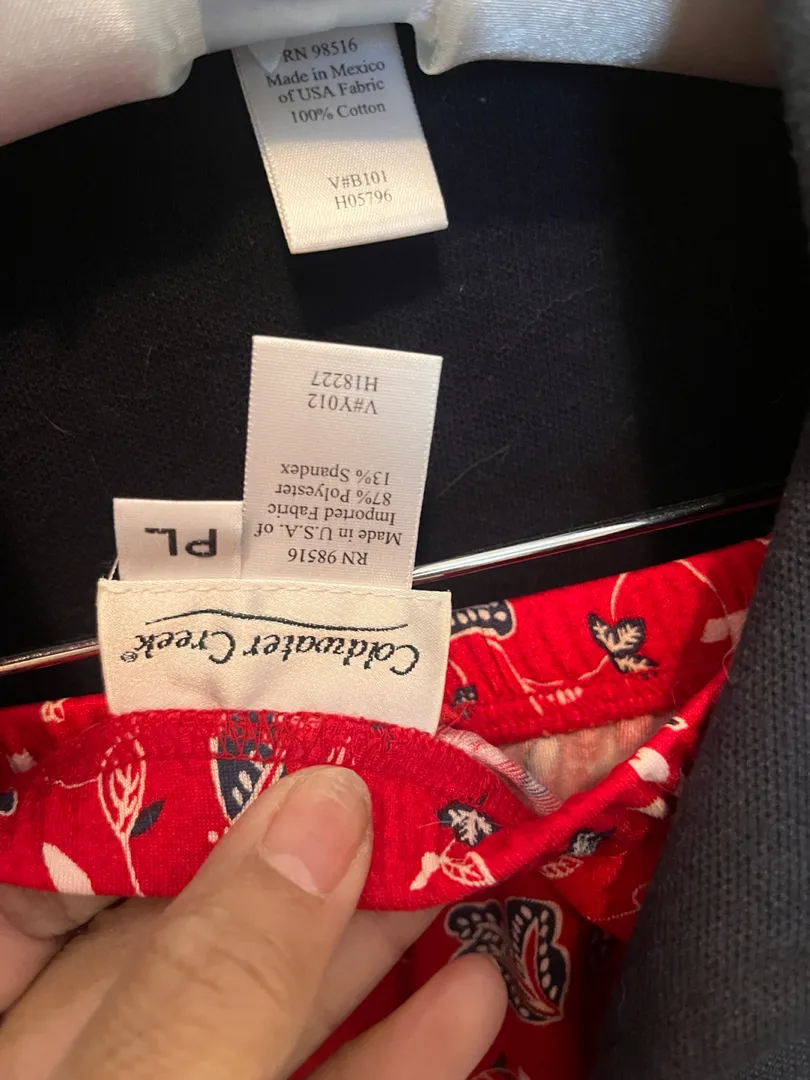 RN 98516
Made in Mexico
of USA Fabric
100% Cotton
V#B101
H05796
PL
Coldwater Creek®
RN 98516
Made in U.S.A. of
Imported Fabric
87% Polyester
13% Spandex
V#Y012
H18227